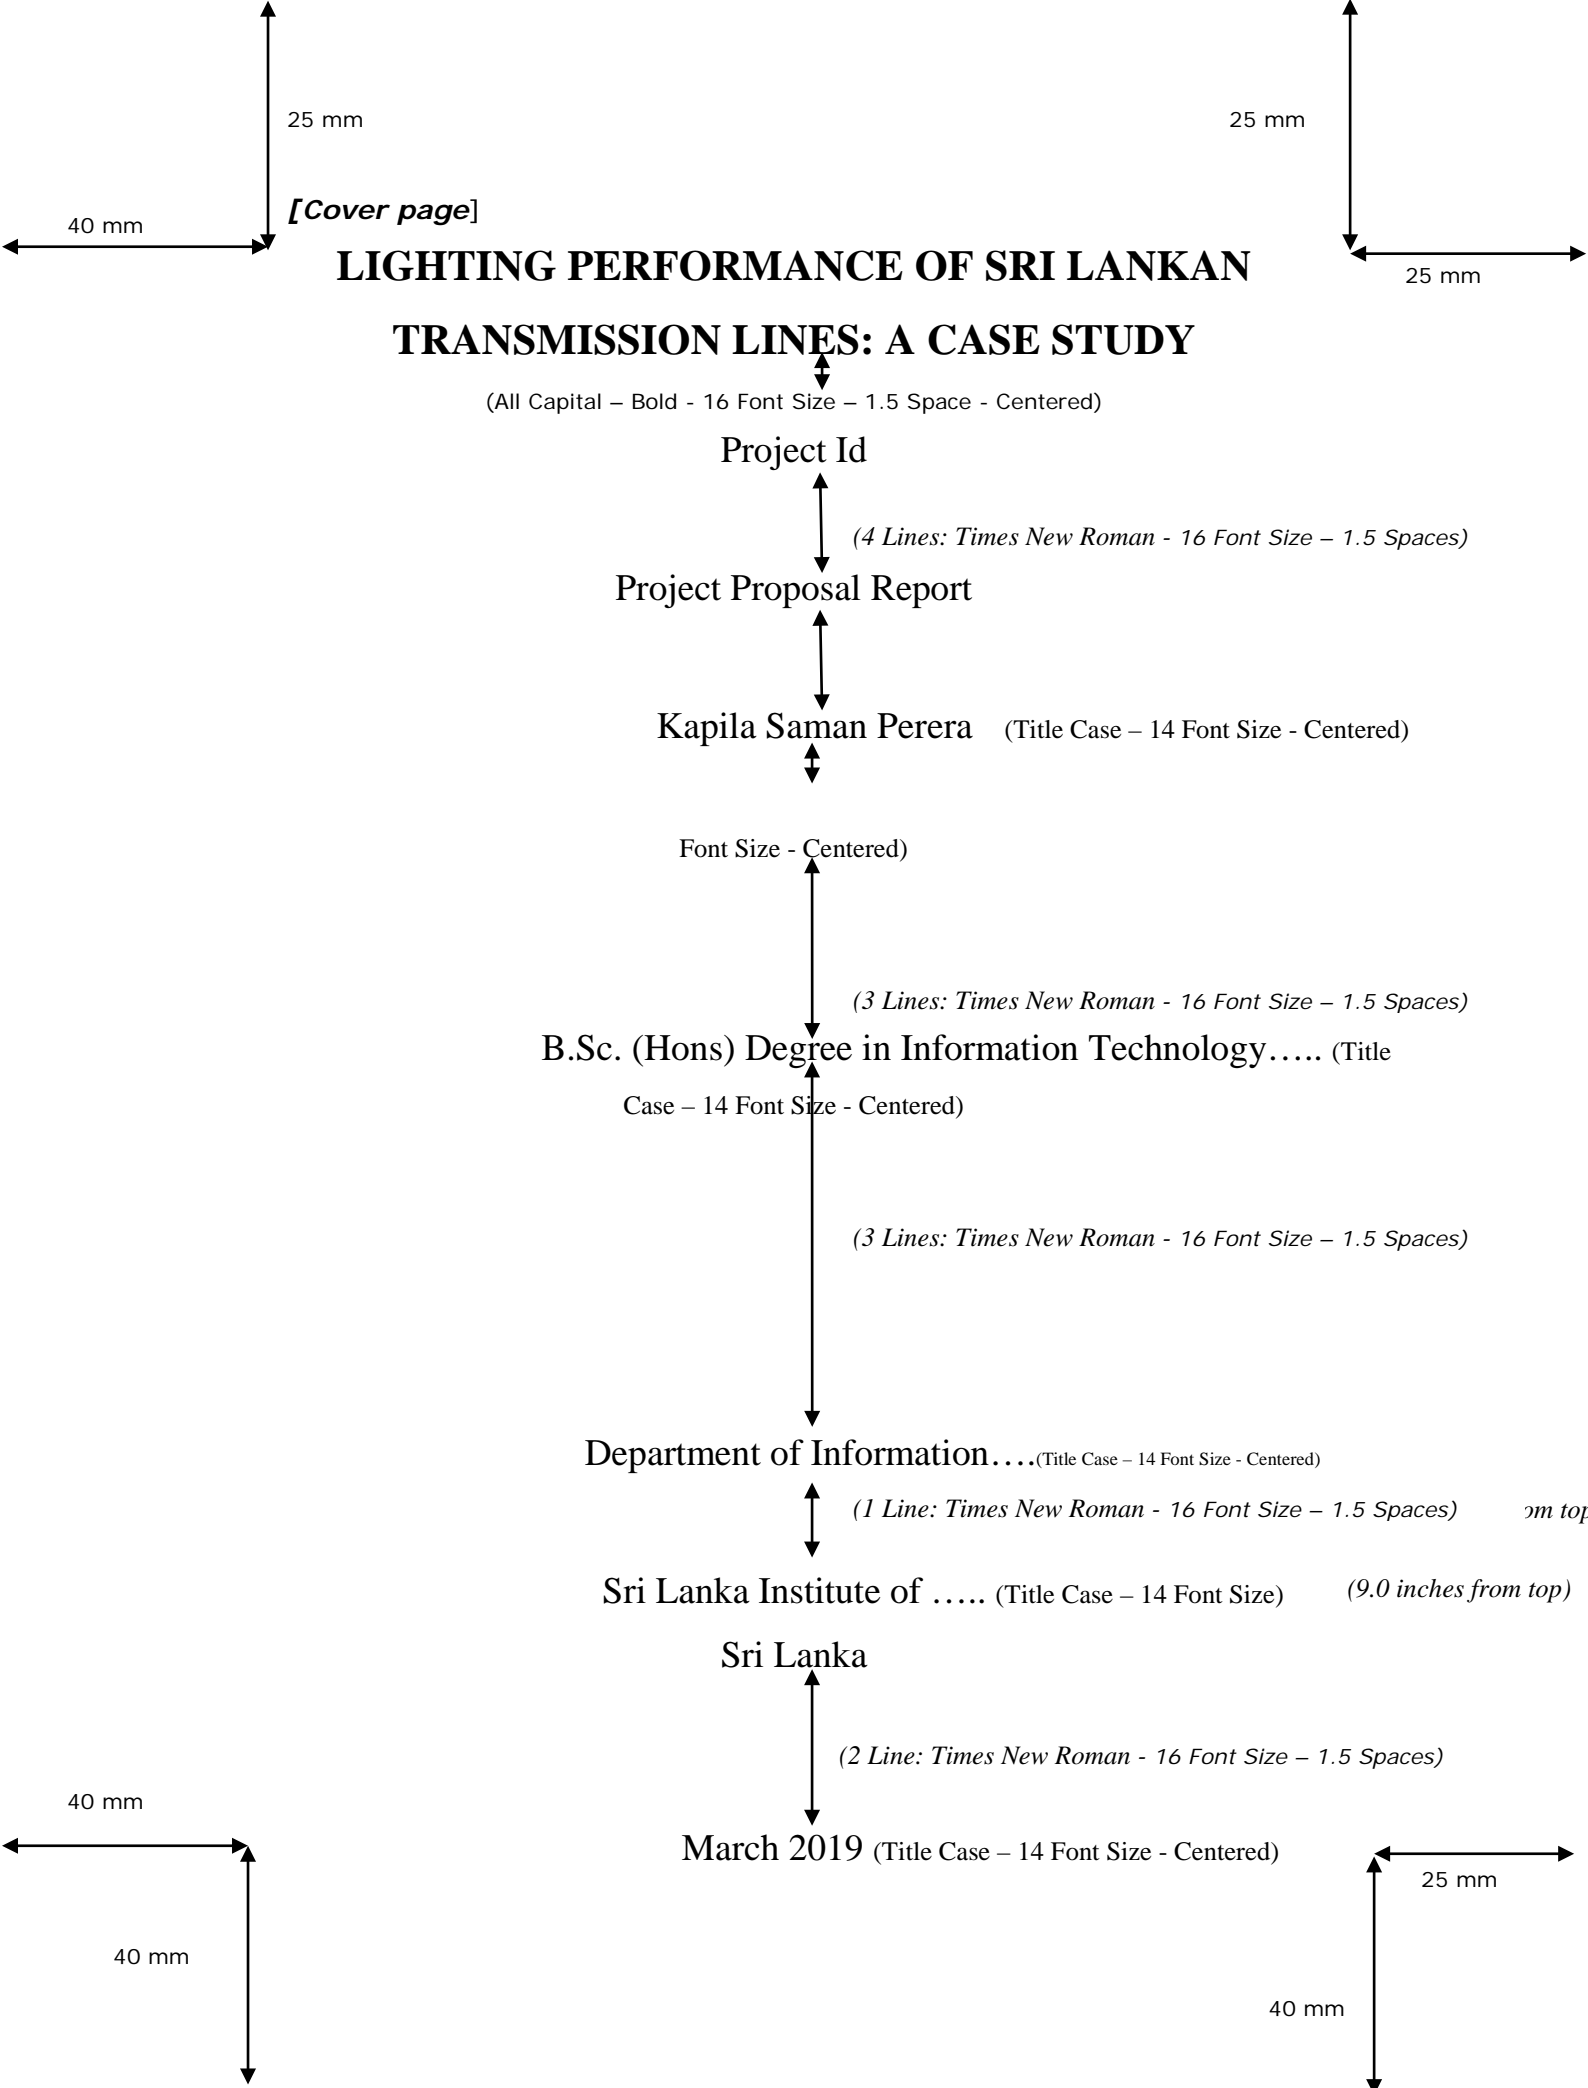 25 mm
25 mm
[Cover page]
40 mm
LIGHTING PERFORMANCE OF SRI LANKAN
25 mm
TRANSMISSION LINES: A CASE STUDY
(All Capital – Bold - 16 Font Size – 1.5 Space - Centered)
Project Id
(4 Lines: Times New Roman - 16 Font Size – 1.5 Spaces)
Project Proposal Report
Kapila Saman Perera (Title Case – 14 Font Size - Centered)
Font Size - Centered)
(3 Lines: Times New Roman - 16 Font Size – 1.5 Spaces)
B.Sc. (Hons) Degree in Information Technology….. (Title
Case – 14 Font Size - Centered)
(3 Lines: Times New Roman - 16 Font Size – 1.5 Spaces)
Department of Information….(Title Case – 14 Font Size - Centered)
(1 Line: Times New Roman - 16 Font Size – 1.5 Spaces) top
Sri Lanka Institute of ….. (Title Case – 14 Font Size) (9.0 inches from top)
Sri Lanka
(2 Line: Times New Roman - 16 Font Size – 1.5 Spaces)
40 mm
March 2019 (Title Case – 14 Font Size - Centered)
25 mm
40 mm
40 mm